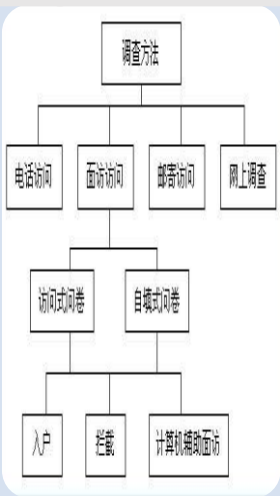 调查方法
电话访问
面访访问
邮寄访问
网上调查
访问式问卷
自填式问卷
入户
拦截
计算机辅助面访